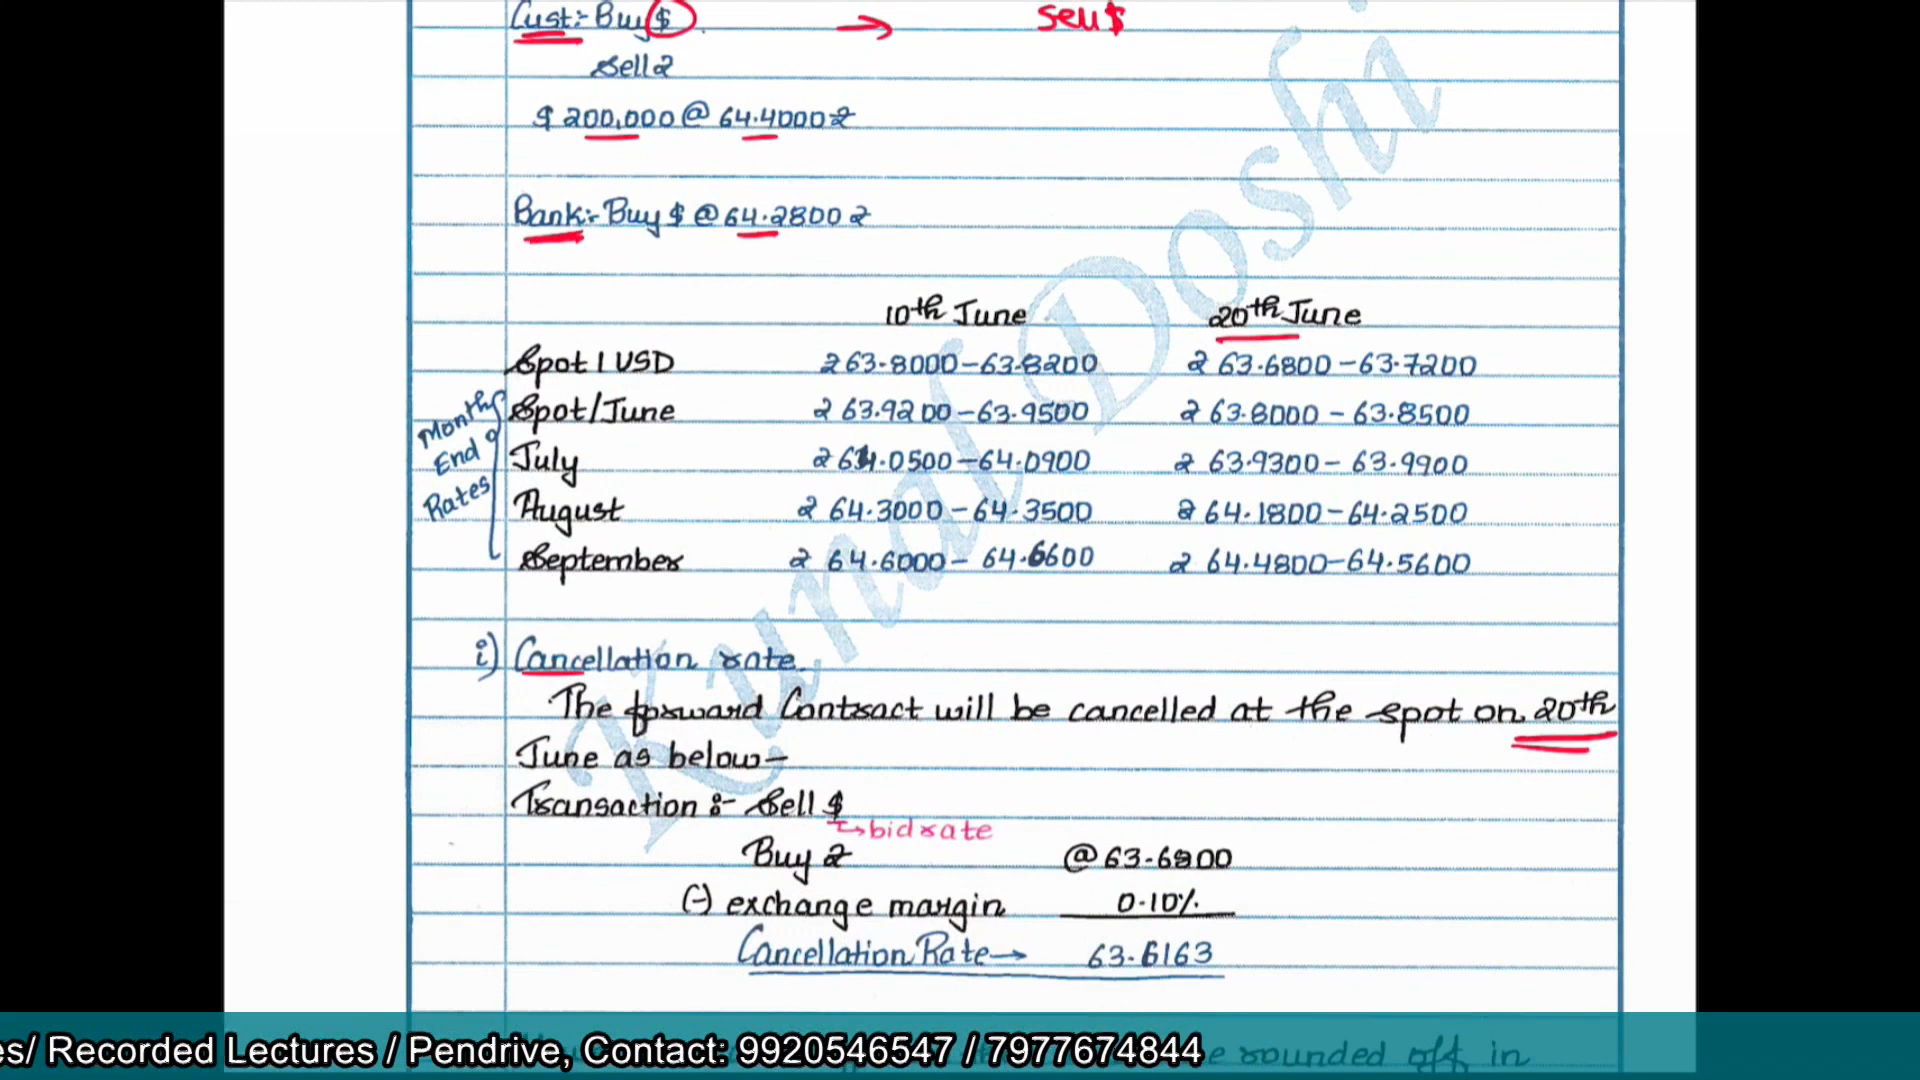 Cust:- Buy $ → Sell $
Sell ₹
$ 200,000 @ 64.4000 ₹
Bank:- Buy $ @ 64.2800 ₹
10th June 20th June
Spot / USD ₹ 63.8000 - 63.8200 ₹ 63.6800 - 63.7200
Spot/June ₹ 63.9200 - 63.9500 ₹ 63.8000 - 63.8500
July ₹ 64.0500 - 64.0900 ₹ 63.9300 - 63.9900
August ₹ 64.3000 - 64.3500 ₹ 64.1800 - 64.2500
September ₹ 64.6000 - 64.6600 ₹ 64.4800 - 64.5600
Month
End
Rates
i) Cancellation rate
The forward Contract will be cancelled at the spot on 20th
June as below -
Transaction :- Sell $
↳ bid rate
Buy ₹ @ 63.6800
(-) exchange margin 0.10%
Cancellation Rate → 63.6163
Kunal Doshi
es/ Recorded Lectures / Pendrive, Contact: 9920546547 / 7977674844
be rounded off in